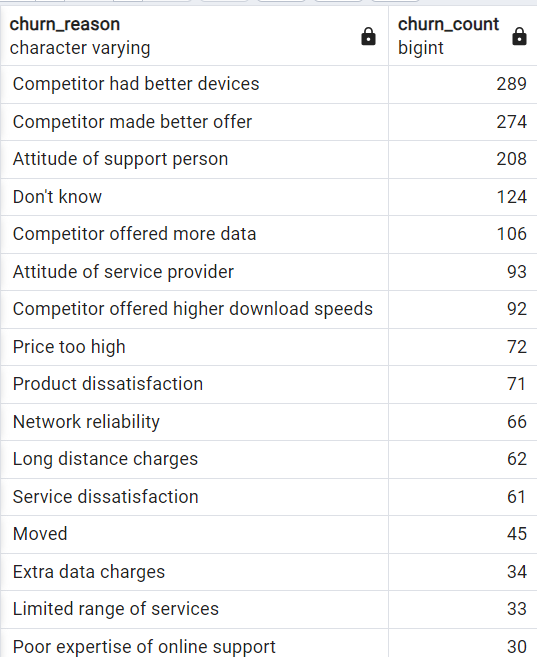 churn_reason churn_count
character varying bigint
Competitor had better devices 289
Competitor made better offer 274
Attitude of support person 208
Don't know 124
Competitor offered more data 106
Attitude of service provider 93
Competitor offered higher download speeds 92
Price too high 72
Product dissatisfaction 71
Network reliability 66
Long distance charges 62
Service dissatisfaction 61
Moved 45
Extra data charges 34
Limited range of services 33
Poor expertise of online support 30